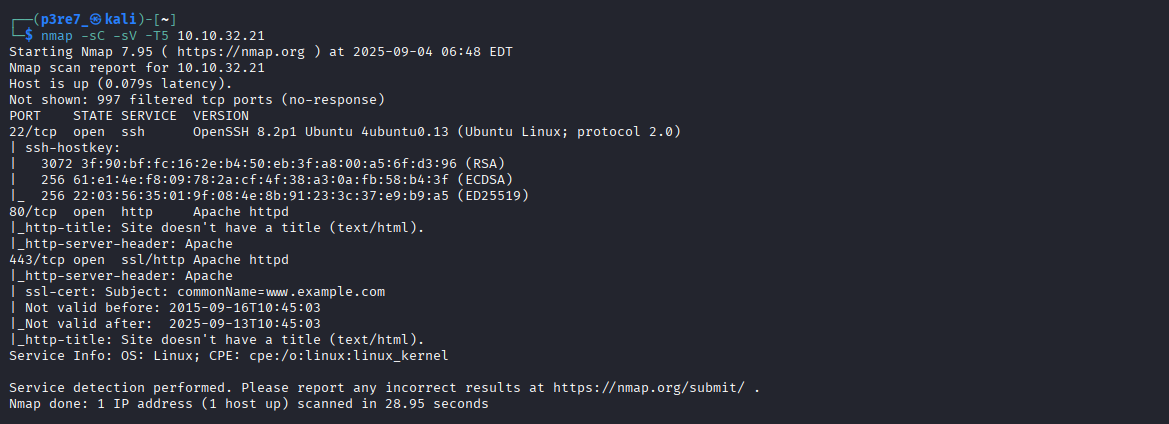 ┌──(p3re7_㉿kali)-[~]
└─$ nmap -sC -sV -T5 10.10.32.21
Starting Nmap 7.95 ( https://nmap.org ) at 2025-09-04 06:48 EDT
Nmap scan report for 10.10.32.21
Host is up (0.079s latency).
Not shown: 997 filtered tcp ports (no-response)
PORT    STATE SERVICE  VERSION
22/tcp  open  ssh      OpenSSH 8.2p1 Ubuntu 4ubuntu0.13 (Ubuntu Linux; protocol 2.0)
| ssh-hostkey:
|   3072 3f:90:bf:fc:16:2e:b4:50:eb:3f:a8:00:a5:6f:d3:96 (RSA)
|   256 61:e1:4e:f8:09:78:2a:cf:4f:38:a3:0a:fb:58:b4:3f (ECDSA)
|_  256 22:03:56:35:01:9f:08:4e:8b:91:23:3c:37:e9:b9:a5 (ED25519)
80/tcp  open  http     Apache httpd
|_http-title: Site doesn't have a title (text/html).
|_http-server-header: Apache
443/tcp open  ssl/http Apache httpd
|_http-server-header: Apache
| ssl-cert: Subject: commonName=www.example.com
| Not valid before: 2015-09-16T10:45:03
|_Not valid after:  2025-09-13T10:45:03
|_http-title: Site doesn't have a title (text/html).
Service Info: OS: Linux; CPE: cpe:/o:linux:linux_kernel

Service detection performed. Please report any incorrect results at https://nmap.org/submit/ .
Nmap done: 1 IP address (1 host up) scanned in 28.95 seconds